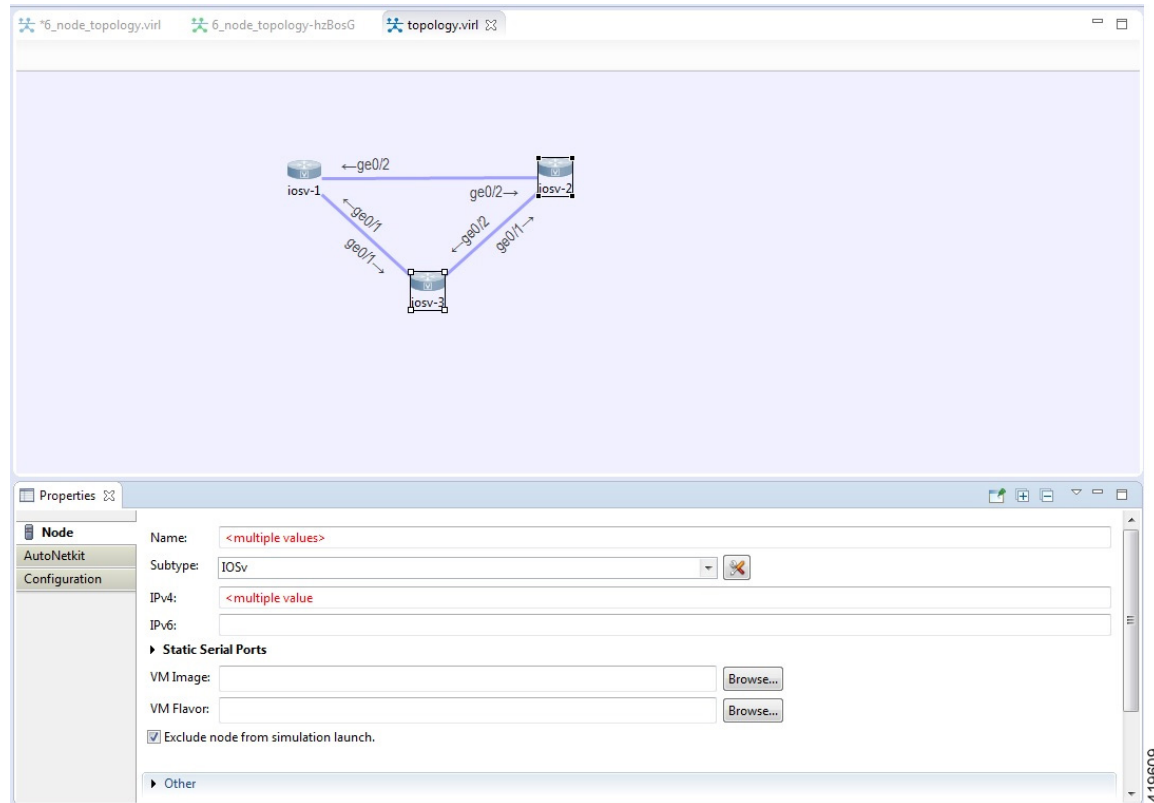 *6_node_topology.virl 6_node_topology-hzBosG topology.virl
←ge0/2
iosv-1
ge0/2→
iosv-2
←ge0/1
ge0/1→
←ge0/2
ge0/1→
iosv-3
Properties
Node
AutoNetkit
Configuration
Name: <multiple values>
Subtype: IOSv
IPv4: <multiple value
IPv6:
Static Serial Ports
VM Image: Browse...
VM Flavor: Browse...
Exclude node from simulation launch.
Other
419609